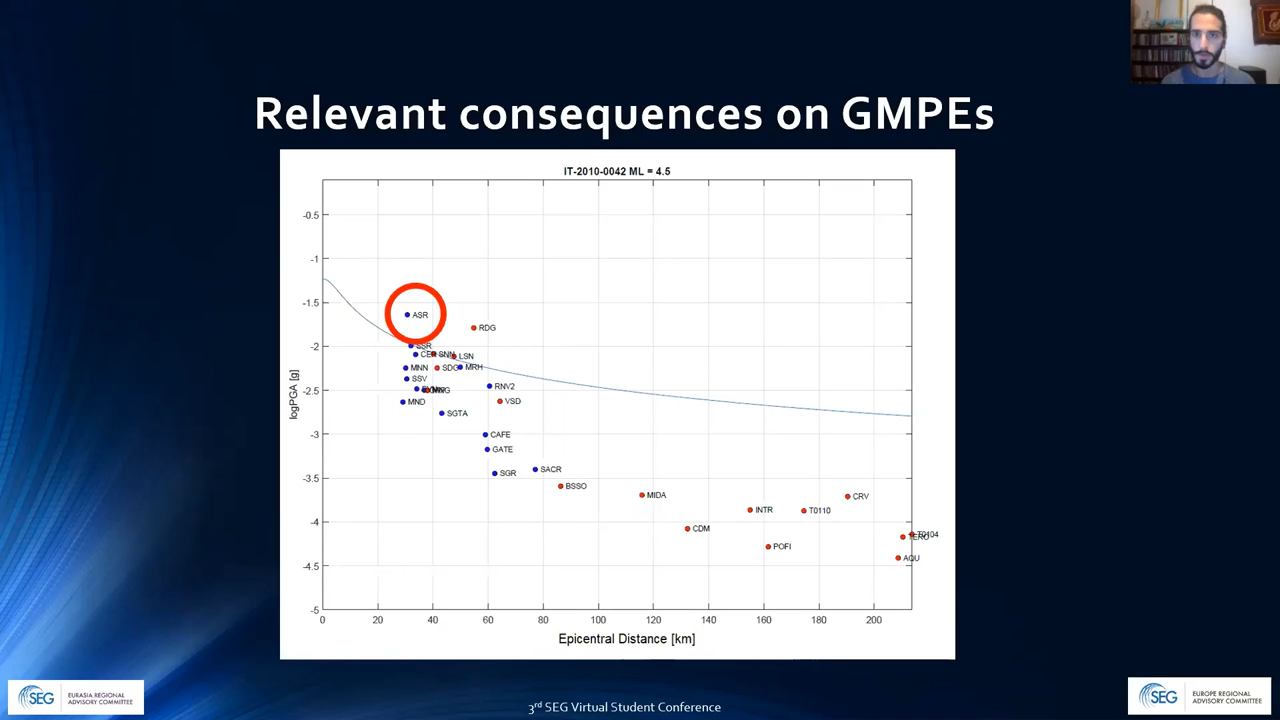 Relevant consequences on GMPEs
IT-2010-0042 ML = 4.5
-0.5
-1
-1.5
ASR
RDG
-2
SSR
CER
SNN
LSN
MNN
SDG
MRH
SSV
-2.5
RNV2
MND
VSD
SGTA
-3
CAFE
GATE
-3.5
SGR
SACR
BSSO
MIDA
CRV
INTR
T0110
-4
CDM
T0104
POFI
-4.5
AQU
-5
logPGA [g]
0 20 40 60 80 100 120 140 160 180 200
Epicentral Distance [km]
SEG
EURASIA REGIONAL
ADVISORY COMMITTEE
3rd SEG Virtual Student Conference
SEG
EUROPE REGIONAL
ADVISORY COMMITTEE